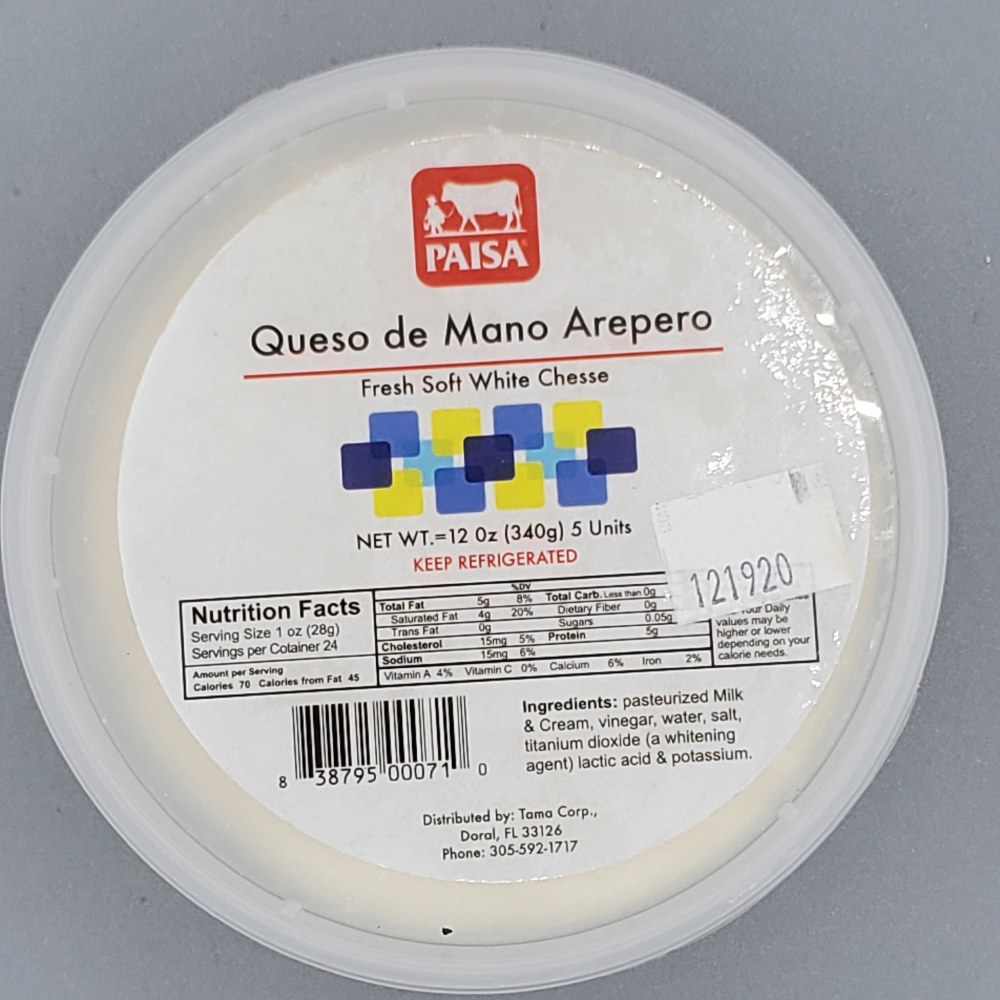 PAISA
Queso de Mano Arepero
Fresh Soft White Chesse
NET WT.=12 Oz (340g) 5 Units
KEEP REFRIGERATED
121920
Nutrition Facts
Serving Size 1 oz (28g)
Servings per Cotainer 24
Amount per Serving
Calories 70 Calories from Fat 45
%DV
Total Fat 5g 8% Total Carb. Less than 0g
Saturated Fat 4g 20% Dietary Fiber 0g
Trans Fat 0g Sugars 0.05g
Cholesterol 15mg 5% Protein 5g
Sodium 15mg 6%
Vitamin A 4% Vitamin C 0% Calcium 6% Iron 2%
Your Daily
values may be
higher or lower
depending on your
calorie needs.
Ingredients: pasteurized Milk
& Cream, vinegar, water, salt,
titanium dioxide (a whitening
agent) lactic acid & potassium.
8 38795 00071 0
Distributed by: Tama Corp.,
Doral, FL 33126
Phone: 305-592-1717